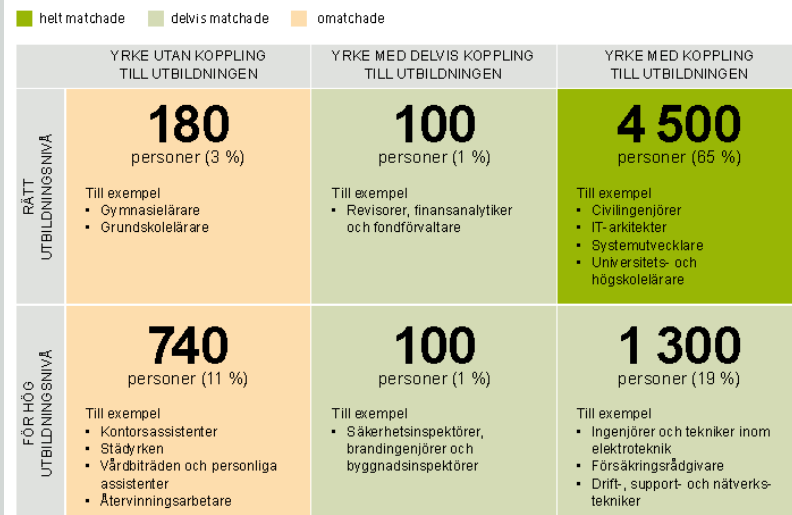 helt matchade
delvis matchade
omatchade
YRKE UTAN KOPPLING
TILL UTBILDNINGEN
YRKE MED DELVIS KOPPLING
TILL UTBILDNINGEN
YRKE MED KOPPLING
TILL UTBILDNINGEN
RÄTT
UTBILDNINGSNIVÅ
180
personer (3 %)
Till exempel
▪ Gymnasielärare
▪ Grundskolelärare
100
personer (1 %)
Till exempel
▪ Revisorer, finansanalytiker
och fondförvaltare
4 500
personer (65 %)
Till exempel
▪ Civilingenjörer
▪ IT-arkitekter
▪ Systemutvecklare
▪ Universitets- och
högskolelärare
FÖR HÖG
UTBILDNINGSNIVÅ
740
personer (11 %)
Till exempel
▪ Kontorsassistenter
▪ Städyrken
▪ Vårdbiträden och personliga
assistenter
▪ Återvinningsarbetare
100
personer (1 %)
Till exempel
▪ Säkerhetsinspektörer,
brandingenjörer och
byggnadsinspektörer
1 300
personer (19 %)
Till exempel
▪ Ingenjörer och tekniker inom
elektroteknik
▪ Försäkringsrådgivare
▪ Drift-, support- och nätverks-
tekniker